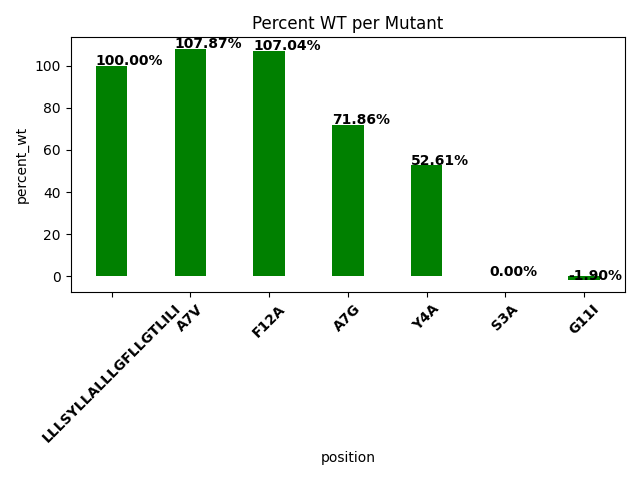 Percent WT per Mutant
percent_wt
100
80
60
40
20
0
100.00%
107.87%
107.04%
71.86%
52.61%
0.00%
-1.90%
LLLSYLLALLLGFLLGTLILI
A7V
F12A
A7G
Y4A
S3A
G11I
position